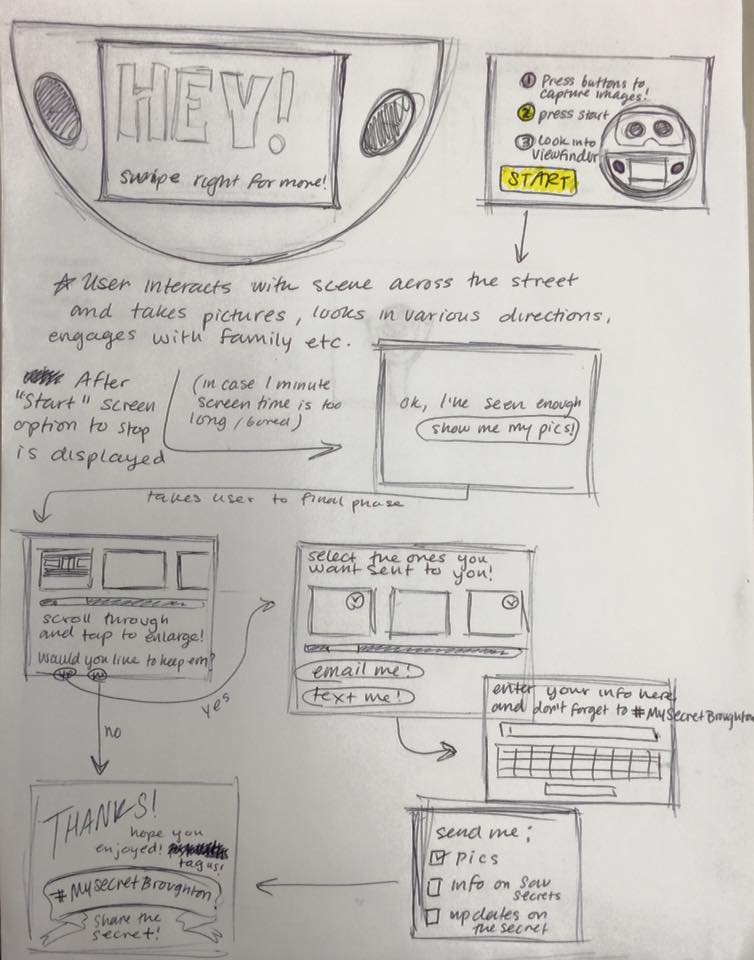 HEY!
swipe right for more!
1 Press buttons to
capture images!
2 press start
3 Look into
viewfinder
START
* User interacts with scene across the street
and takes pictures, looks in various directions,
engages with family etc.
After
"Start" screen
option to stop
is displayed
(in case 1 minute
screen time is too
long / bored)
ok, I've seen enough
show me my pics!
takes user to final phase
scroll through
and tap to enlarge!
would you like to keep em?
yes no
yes
no
select the ones you
want sent to you!
email me!
text me!
enter your info here
and don't forget to #MySecretBroughton
send me:
Pics
info on Sav
secrets
updates on
the secret
THANKS!
hope you
enjoyed!
tag us!
#MySecretBroughton
Share the
secret!